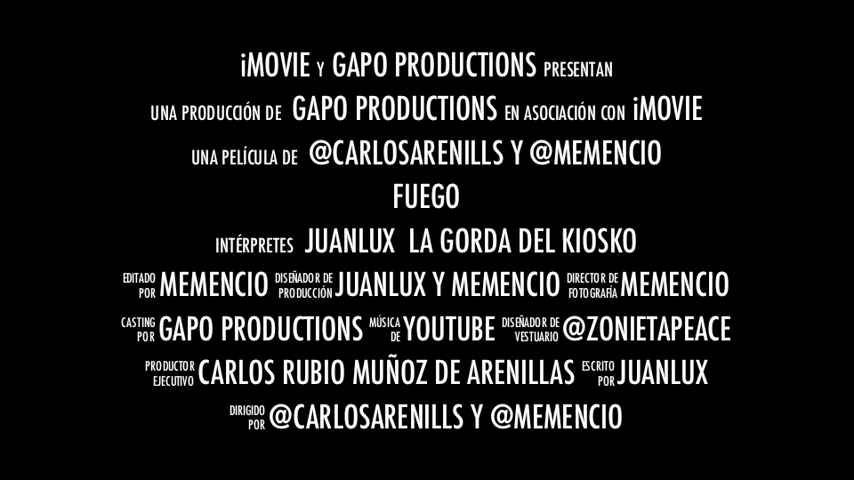 iMOVIE Y GAPO PRODUCTIONS PRESENTAN
UNA PRODUCCIÓN DE GAPO PRODUCTIONS EN ASOCIACIÓN CON iMOVIE
UNA PELÍCULA DE @CARLOSARENILLS Y @MEMENCIO
FUEGO
INTÉRPRETES JUANLUX LA GORDA DEL KIOSKO
EDITADO POR MEMENCIO DISEÑADOR DE PRODUCCIÓN JUANLUX Y MEMENCIO DIRECTOR DE FOTOGRAFÍA MEMENCIO
CASTING POR GAPO PRODUCTIONS MÚSICA DE YOUTUBE DISEÑADOR DE VESTUARIO @ZONIETAPEACE
PRODUCTOR EJECUTIVO CARLOS RUBIO MUÑOZ DE ARENILLAS ESCRITO POR JUANLUX
DIRIGIDO POR @CARLOSARENILLS Y @MEMENCIO